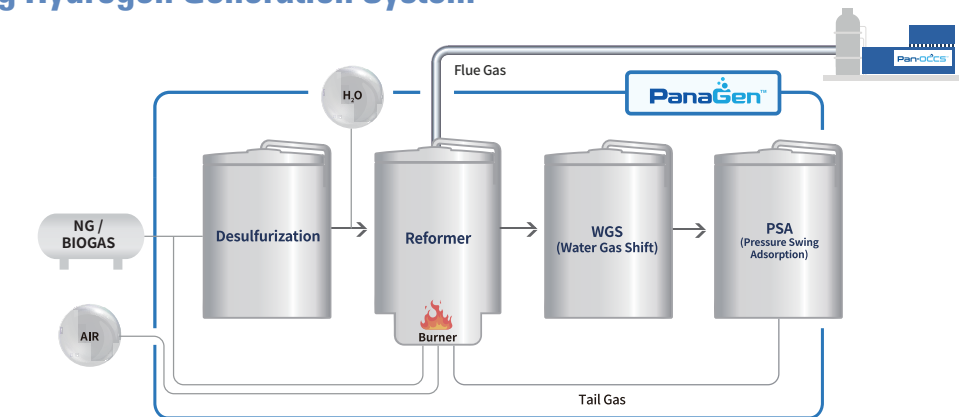 Hydrogen Generation System
Flue Gas
Pan-OCCS
H₂O
PanaGen™
NG /
BIOGAS
Desulfurization
Reformer
WGS
(Water Gas Shift)
PSA
(Pressure Swing
Adsorption)
AIR
Burner
Tail Gas